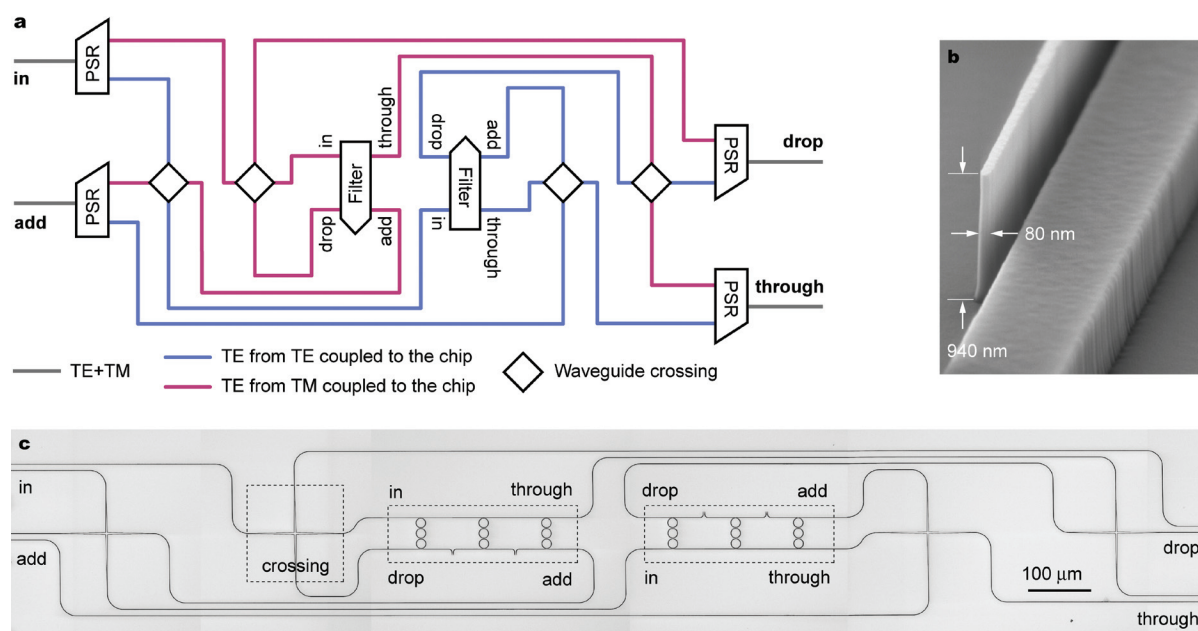 a
in
PSR
add
PSR
in
through
Filter
drop
add
drop
add
Filter
in
through
PSR
drop
PSR
through
TE+TM
TE from TE coupled to the chip
TE from TM coupled to the chip
Waveguide crossing
b
80 nm
940 nm
c
in
add
crossing
in
through
drop
add
drop
add
in
through
100 μm
drop
through